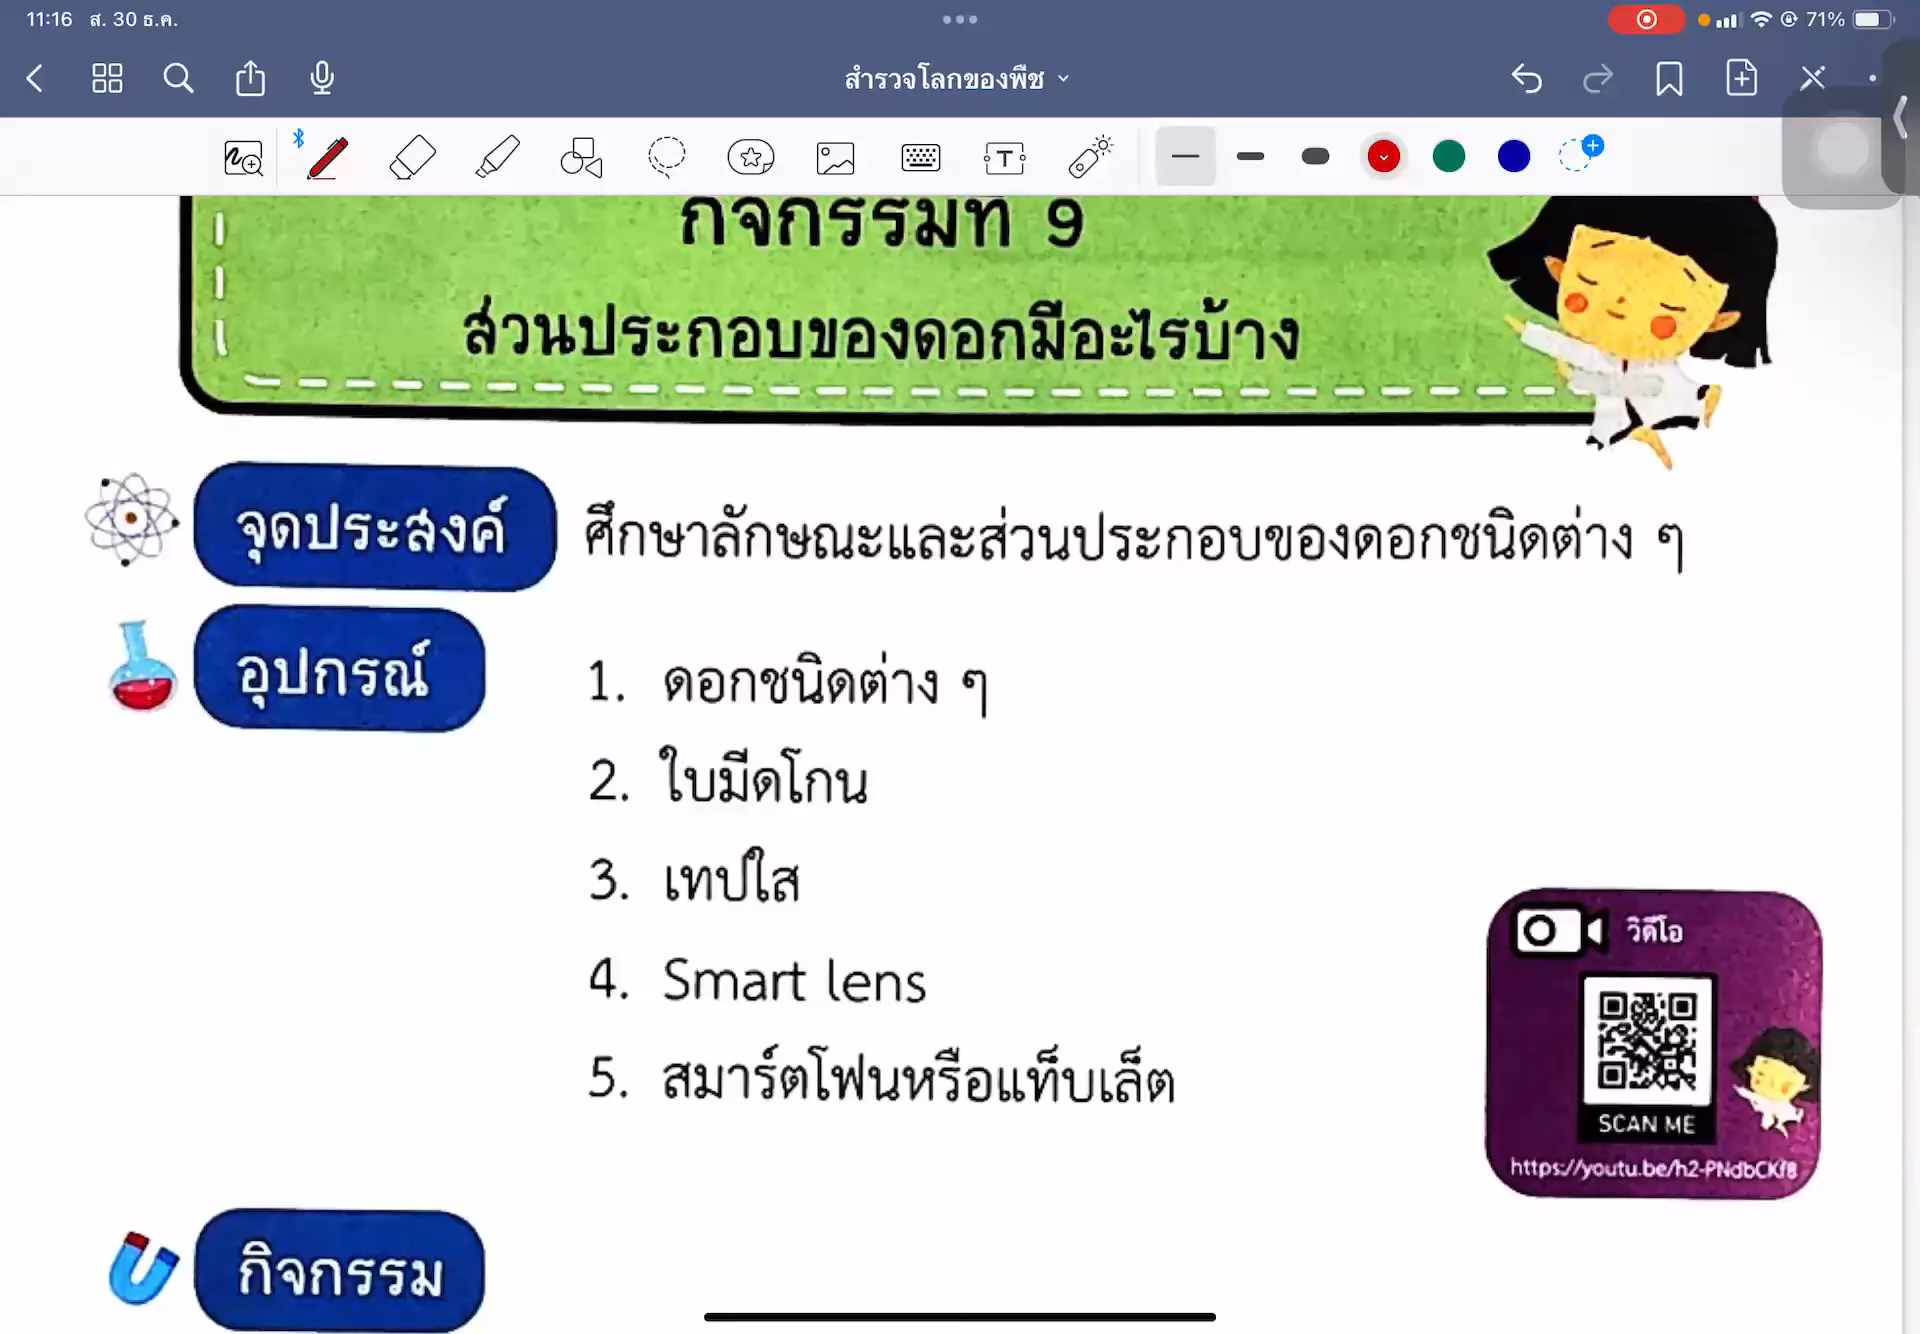 11:16 ส. 30 ธ.ค.
71%
สำรวจโลกของพืช
กิจกรรมที่ 9
ส่วนประกอบของดอกมีอะไรบ้าง
จุดประสงค์ ศึกษาลักษณะและส่วนประกอบของดอกชนิดต่าง ๆ
อุปกรณ์
1. ดอกชนิดต่าง ๆ
2. ใบมีดโกน
3. เทปใส
4. Smart lens
5. สมาร์ตโฟนหรือแท็บเล็ต
วิดีโอ
SCAN ME
https://youtu.be/h2-PNdbCKf8
กิจกรรม